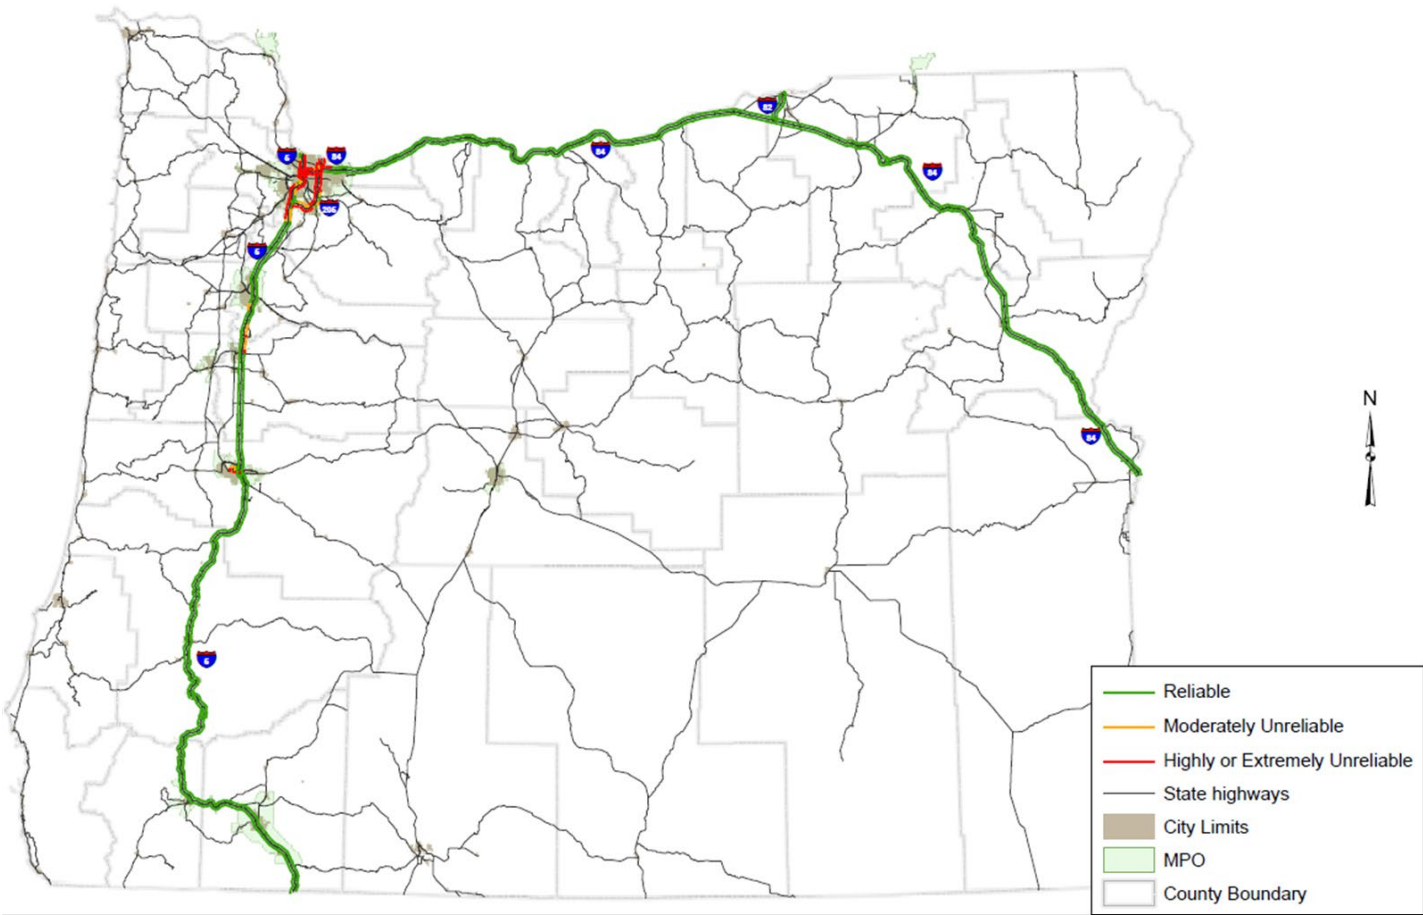 82
84
5
84
84
205
5
N
84
5
Reliable
Moderately Unreliable
Highly or Extremely Unreliable
State highways
City Limits
MPO
County Boundary